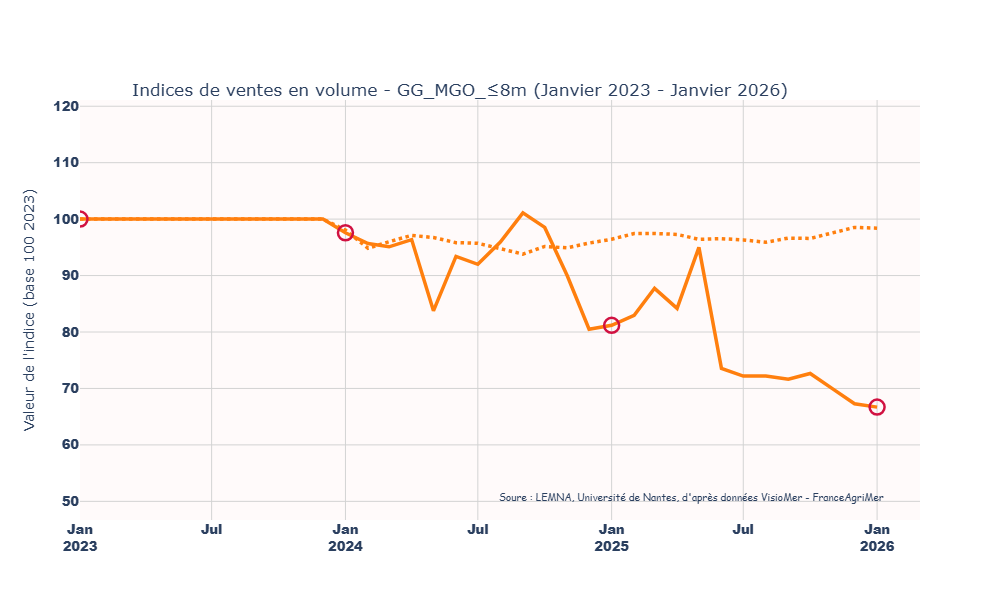 Indices de ventes en volume - GG_MGO_≤8m (Janvier 2023 - Janvier 2026)
Valeur de l'Indice (base 100 2023)
120
110
100
90
80
70
60
50
Soure : LEMNA, Université de Nantes, d'après données VisioMer - FranceAgriMer
Jan
2023
Jul
Jan
2024
Jul
Jan
2025
Jul
Jan
2026